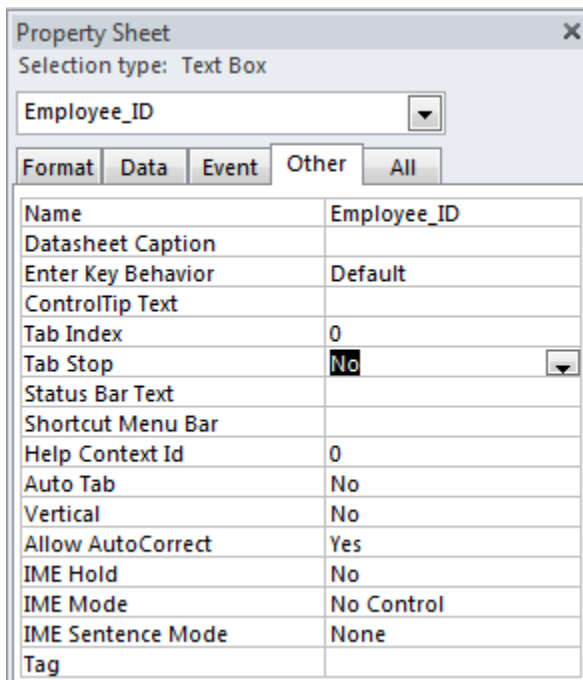 Property Sheet
Selection type: Text Box
Employee_ID
Format Data Event Other All
Name Employee_ID
Datasheet Caption
Enter Key Behavior Default
ControlTip Text
Tab Index 0
Tab Stop No
Status Bar Text
Shortcut Menu Bar
Help Context Id 0
Auto Tab No
Vertical No
Allow AutoCorrect Yes
IME Hold No
IME Mode No Control
IME Sentence Mode None
Tag